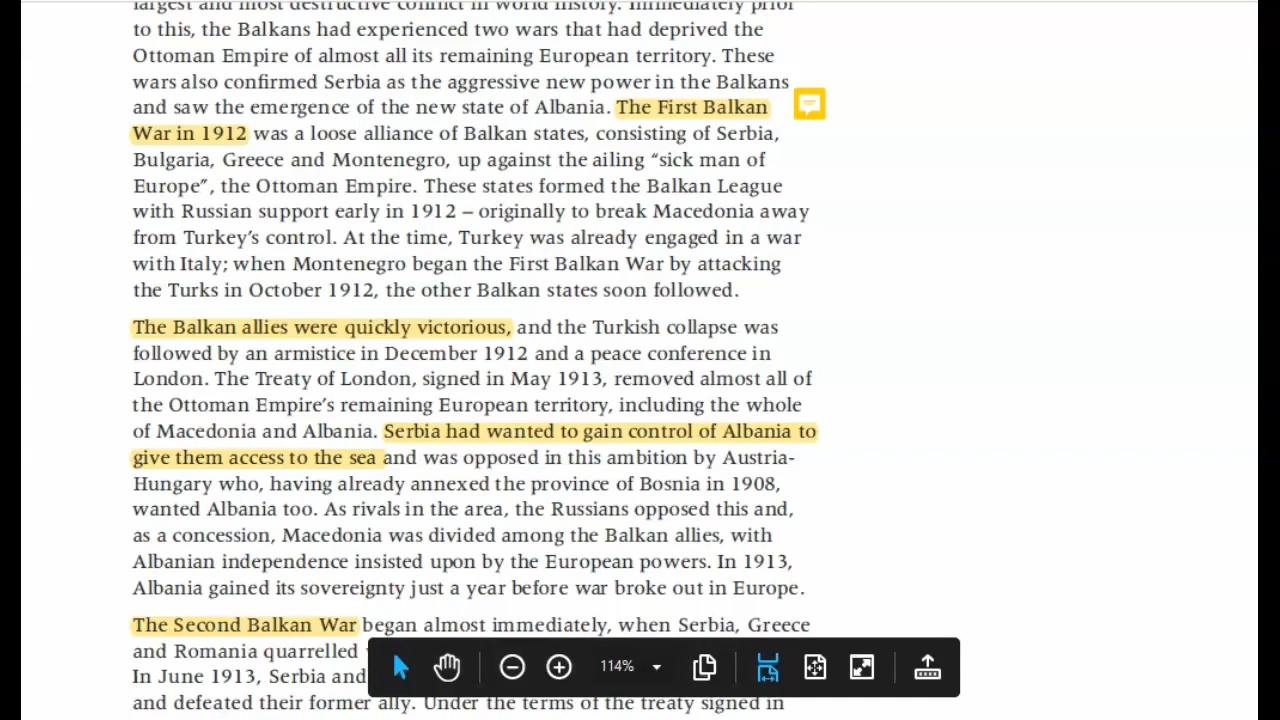 largest and most destructive conflict in world history. Immediately prior
to this, the Balkans had experienced two wars that had deprived the
Ottoman Empire of almost all its remaining European territory. These
wars also confirmed Serbia as the aggressive new power in the Balkans
and saw the emergence of the new state of Albania. The First Balkan
War in 1912 was a loose alliance of Balkan states, consisting of Serbia,
Bulgaria, Greece and Montenegro, up against the ailing “sick man of
Europe”, the Ottoman Empire. These states formed the Balkan League
with Russian support early in 1912 – originally to break Macedonia away
from Turkey’s control. At the time, Turkey was already engaged in a war
with Italy; when Montenegro began the First Balkan War by attacking
the Turks in October 1912, the other Balkan states soon followed.
The Balkan allies were quickly victorious, and the Turkish collapse was
followed by an armistice in December 1912 and a peace conference in
London. The Treaty of London, signed in May 1913, removed almost all of
the Ottoman Empire’s remaining European territory, including the whole
of Macedonia and Albania. Serbia had wanted to gain control of Albania to
give them access to the sea and was opposed in this ambition by Austria-
Hungary who, having already annexed the province of Bosnia in 1908,
wanted Albania too. As rivals in the area, the Russians opposed this and,
as a concession, Macedonia was divided among the Balkan allies, with
Albanian independence insisted upon by the European powers. In 1913,
Albania gained its sovereignty just a year before war broke out in Europe.
The Second Balkan War began almost immediately, when Serbia, Greece
and Romania quarrelled
In June 1913, Serbia and
114%
and defeated their former ally. Under the terms of the treaty signed in